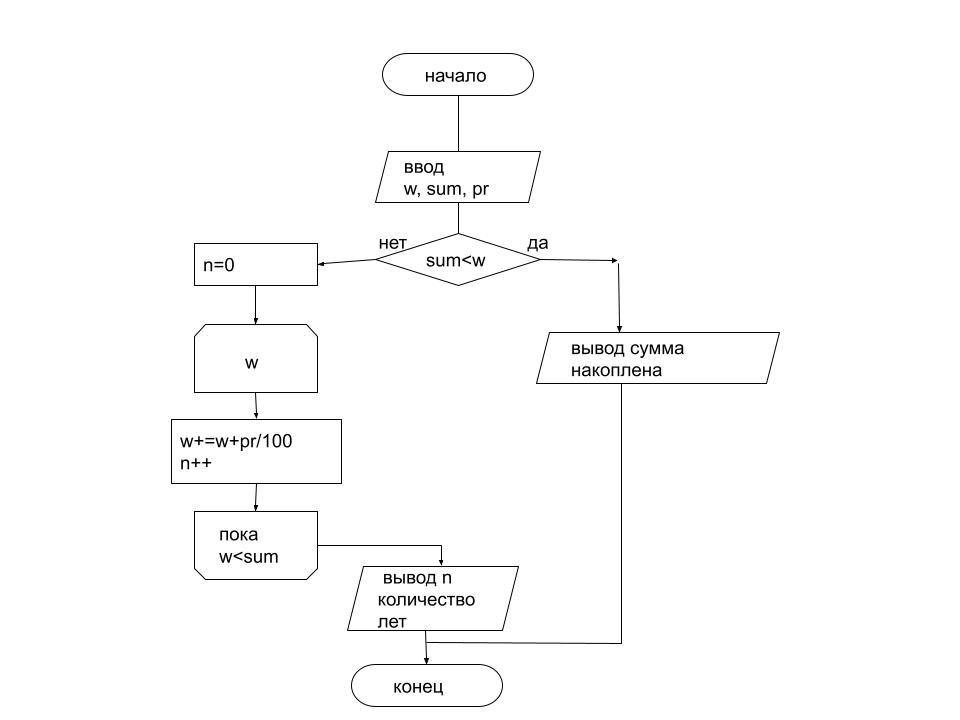 начало
ввод
w, sum, pr
нет
да
sum<w
n=0
w
вывод сумма
накоплена
w+=w+pr/100
n++
пока
w<sum
вывод n
количество
лет
конец